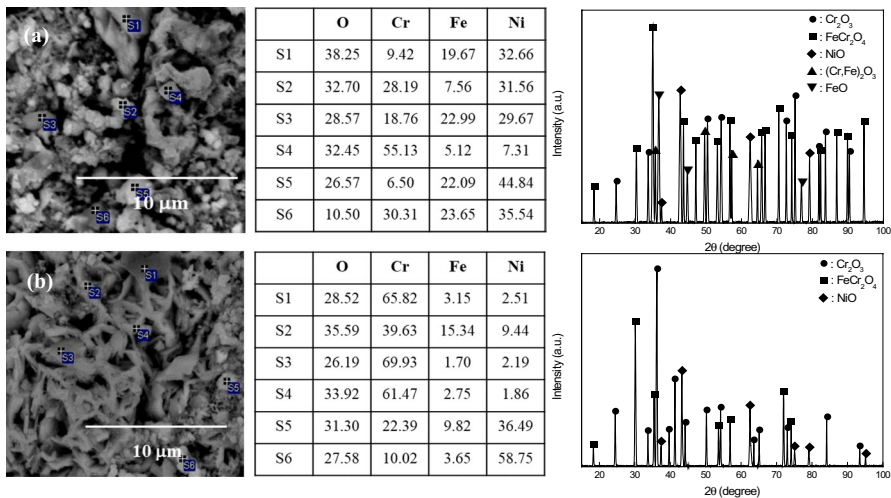 (a)
S1
S2
S4
S3
S5
S6
10 μm
O Cr Fe Ni
S1 38.25 9.42 19.67 32.66
S2 32.70 28.19 7.56 31.56
S3 28.57 18.76 22.99 29.67
S4 32.45 55.13 5.12 7.31
S5 26.57 6.50 22.09 44.84
S6 10.50 30.31 23.65 35.54
: Cr2O3
: FeCr2O4
: NiO
: (Cr,Fe)2O3
: FeO
Intensity (a.u.)
20 30 40 50 60 70 80 90 100
2θ (degree)
(b)
S1
S2
S4
S3
S5
S6
10 μm
O Cr Fe Ni
S1 28.52 65.82 3.15 2.51
S2 35.59 39.63 15.34 9.44
S3 26.19 69.93 1.70 2.19
S4 33.92 61.47 2.75 1.86
S5 31.30 22.39 9.82 36.49
S6 27.58 10.02 3.65 58.75
: Cr2O3
: FeCr2O4
: NiO
Intensity (a.u.)
20 30 40 50 60 70 80 90 100
2θ (degree)